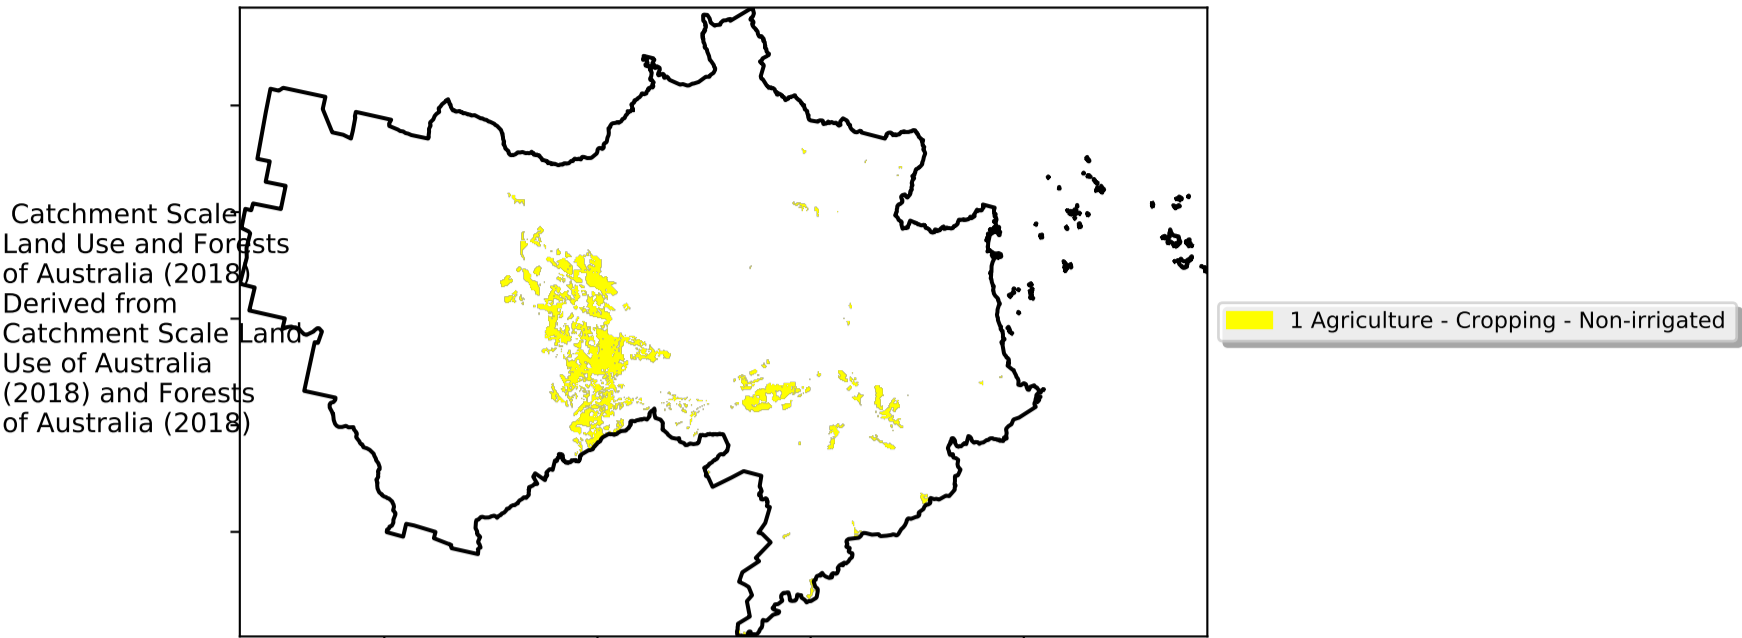 Catchment Scale
Land Use and Forests
of Australia (2018)
Derived from
Catchment Scale Land
Use of Australia
(2018) and Forests
of Australia (2018)
1 Agriculture - Cropping - Non-irrigated